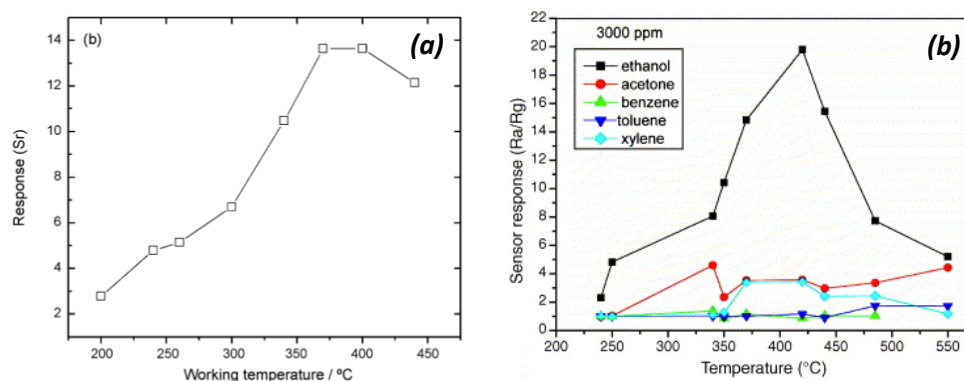 (b)
(a)
Response (Sr)
14
12
10
8
6
4
2
200 250 300 350 400 450
Working temperature / ºC
(b)
3000 ppm
ethanol
acetone
benzene
toluene
xylene
Sensor response (Ra/Rg)
22
20
18
16
14
12
10
8
6
4
2
0
200 250 300 350 400 450 500 550
Temperature (°C)